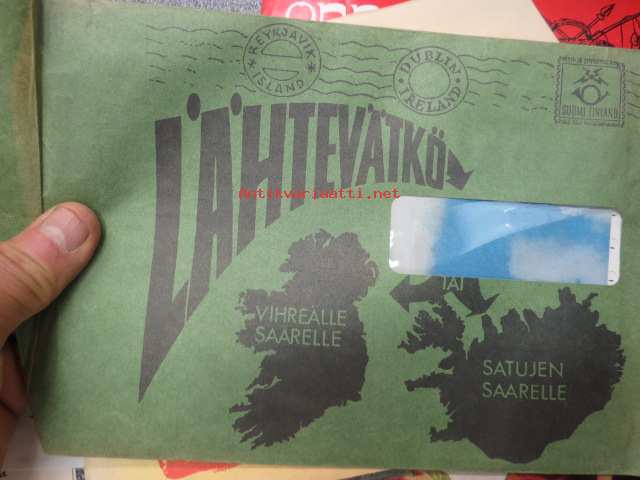 REYKJAVIK
ISLAND
DUBLIN
IRELAND
SUOMI FINLAND
LÄHTEVÄTKÖ
Antikvariaatti.net
TAI
VIHREÄLLE
SAARELLE
SATUJEN
SAARELLE